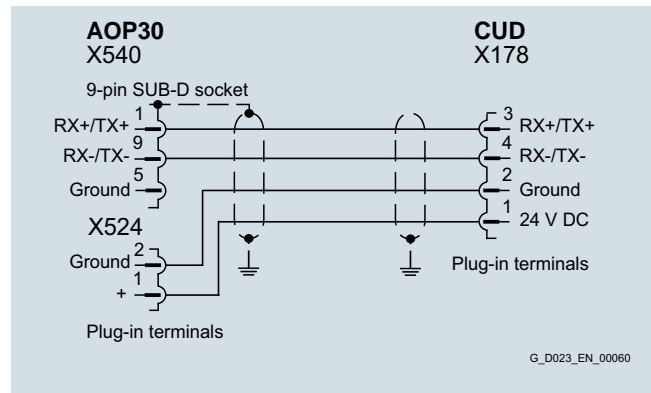 AOP30
X540
CUD
X178
9-pin SUB-D socket
1
RX+/TX+
9
RX-/TX-
5
Ground
3
RX+/TX+
4
RX-/TX-
2
Ground
1
24 V DC
X524
2
Ground
1
+
Plug-in terminals
Plug-in terminals
G_D023_EN_00060